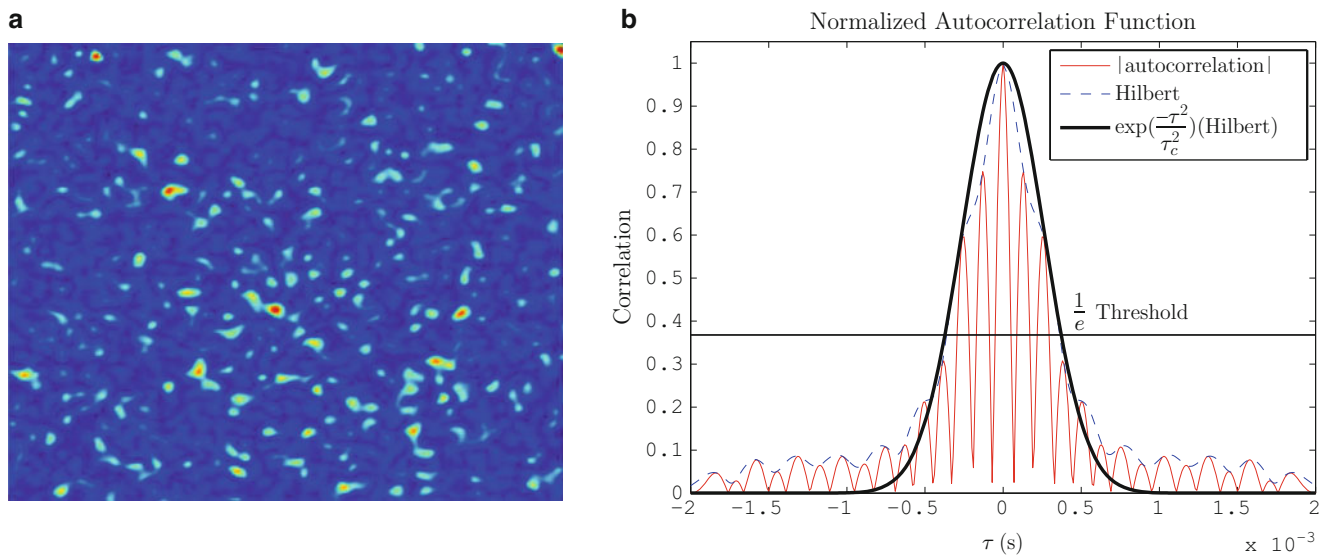 a
b
Normalized Autocorrelation Function
|autocorrelation|
Hilbert
exp(−τ²/τc²)(Hilbert)
1/e Threshold
Correlation
1
0.9
0.8
0.7
0.6
0.5
0.4
0.3
0.2
0.1
0
−2 −1.5 −1 −0.5 0 0.5 1 1.5 2
τ (s)
x 10⁻³